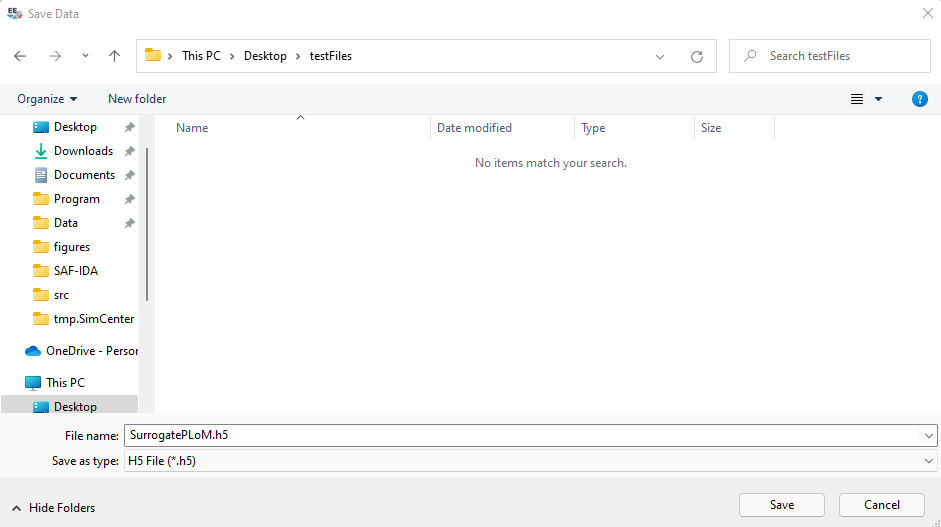 EE Save Data
This PC > Desktop > testFiles
Search testFiles
Organize New folder
?
Name Date modified Type Size
No items match your search.
Desktop
Downloads
Documents
Program
Data
figures
SAF-IDA
src
tmp.SimCenter
OneDrive - Person
This PC
Desktop
File name: SurrogatePLoM.h5
Save as type: H5 File (*.h5)
Hide Folders
Save Cancel